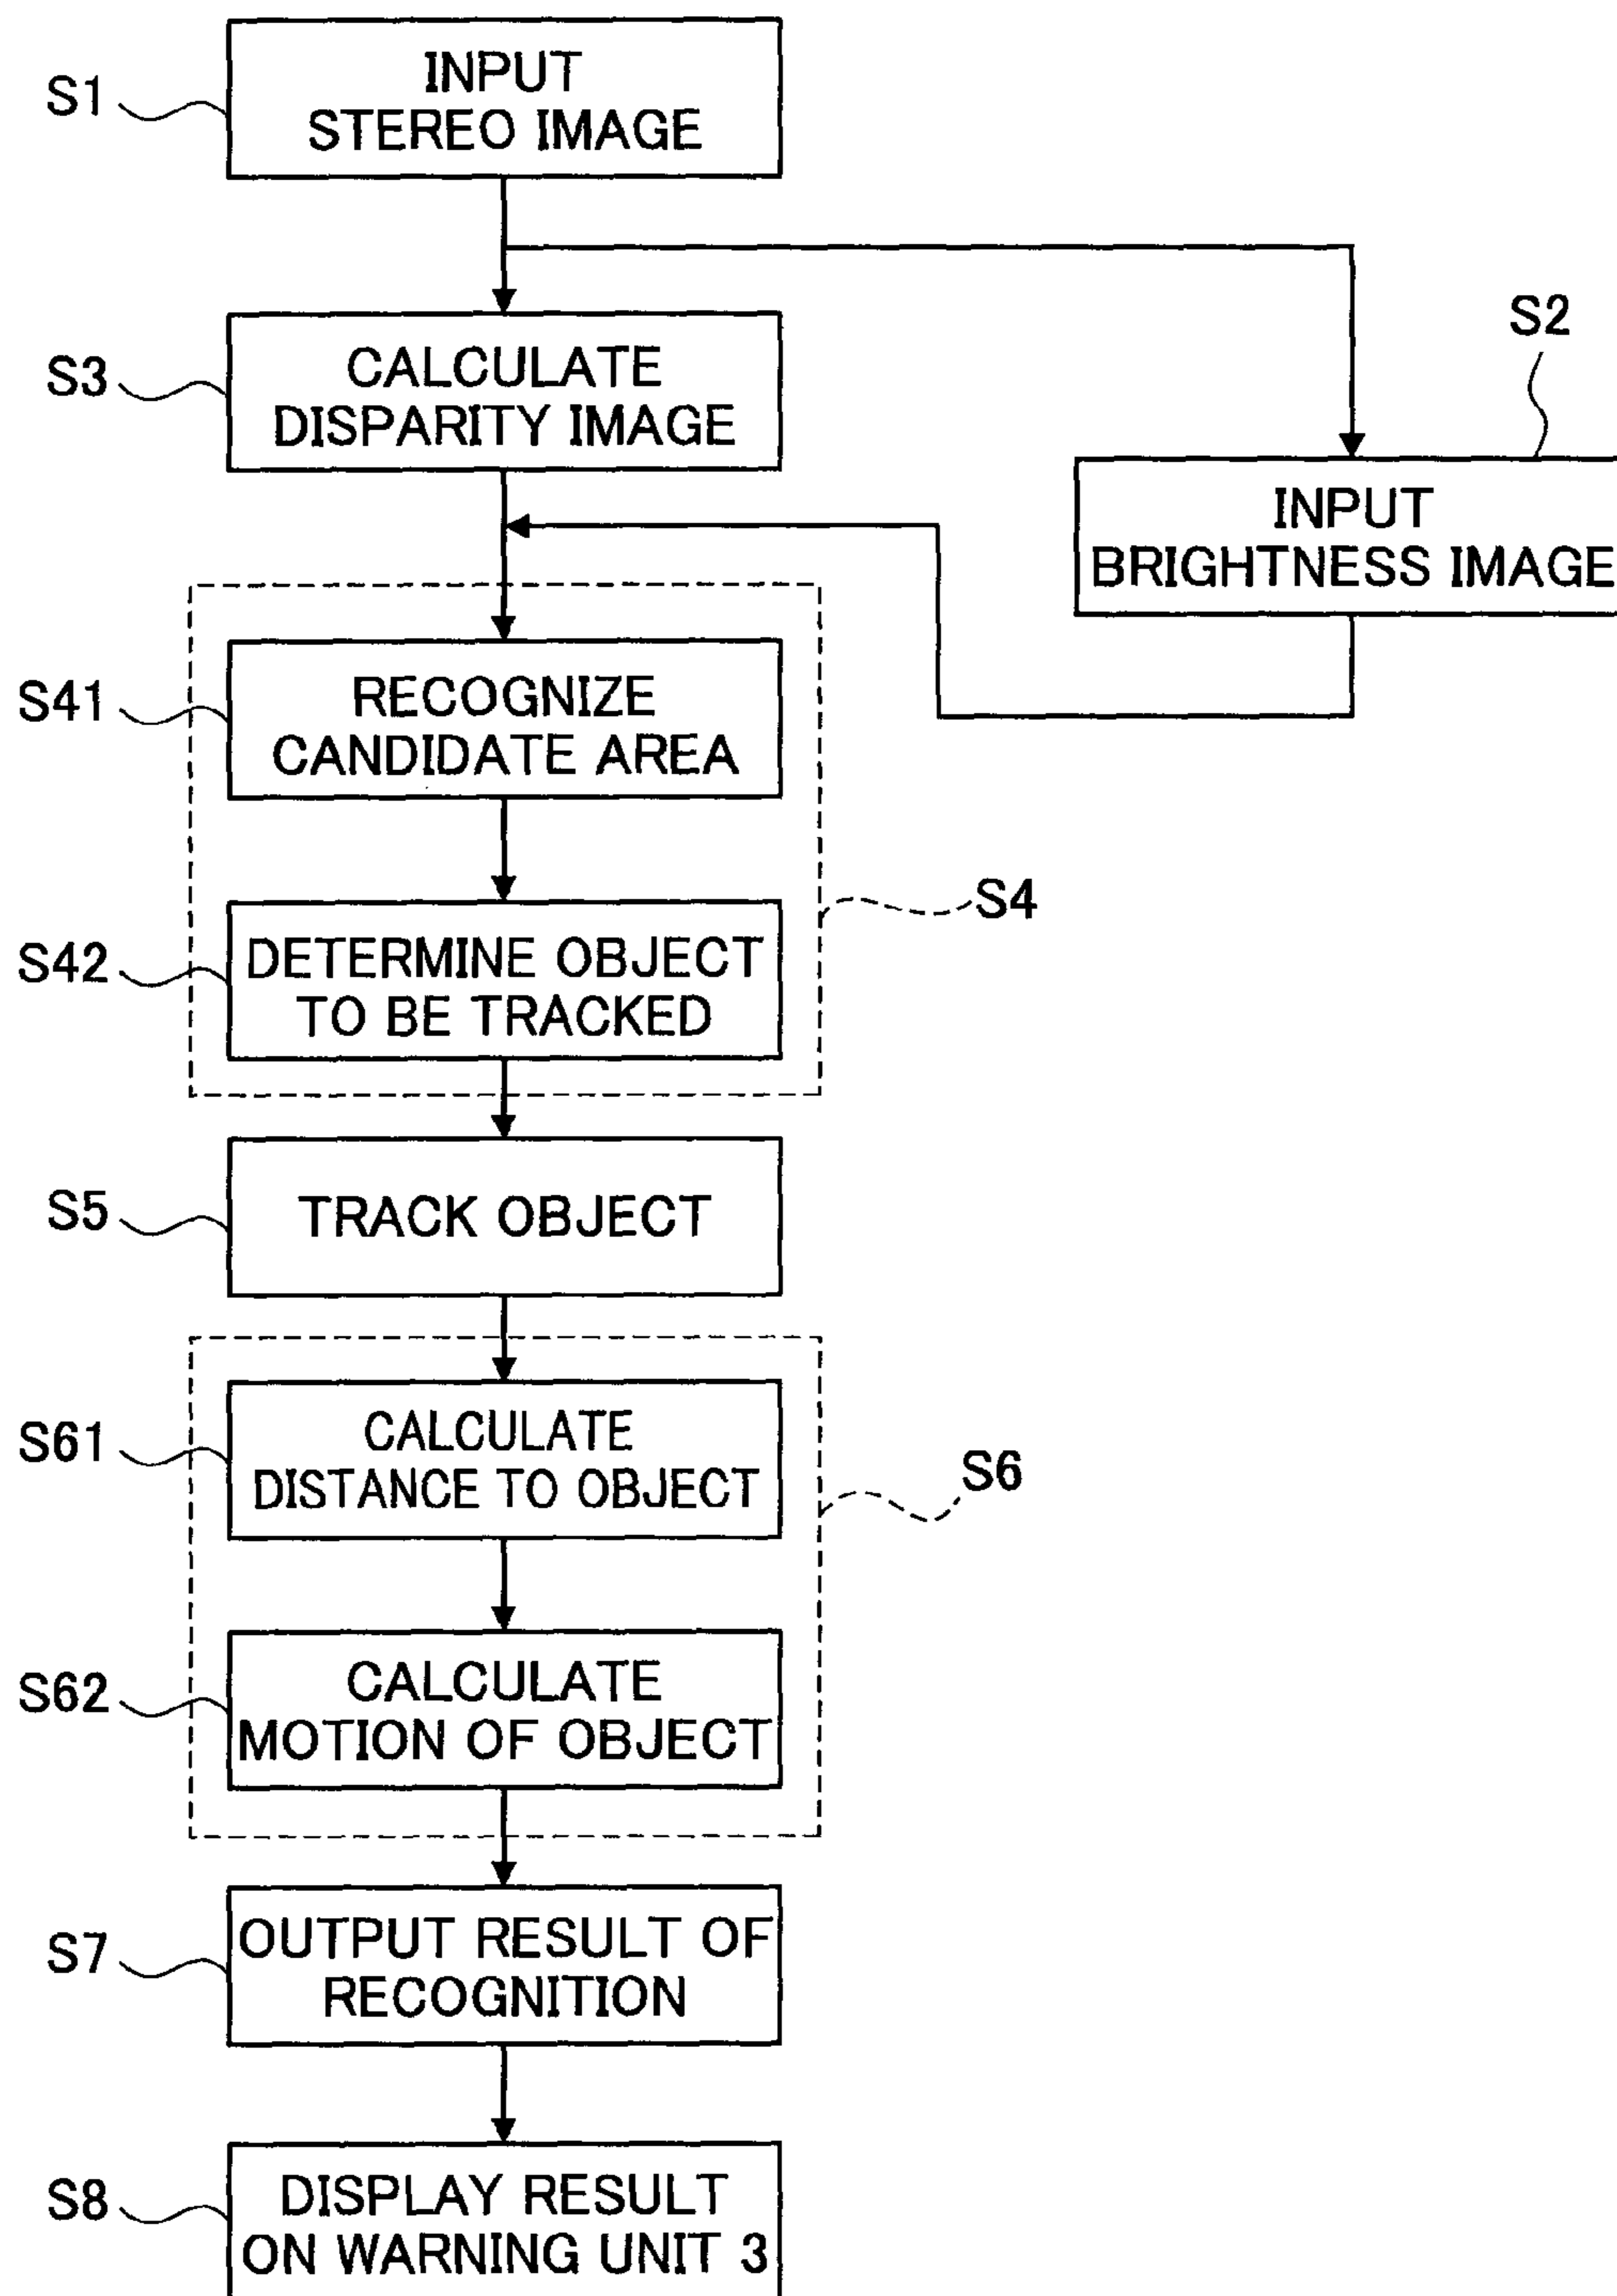 S1
INPUT
STEREO IMAGE
S2
S3
CALCULATE
DISPARITY IMAGE
INPUT
BRIGHTNESS IMAGE
S41
RECOGNIZE
CANDIDATE AREA
S4
S42
DETERMINE OBJECT
TO BE TRACKED
S5
TRACK OBJECT
S61
CALCULATE
DISTANCE TO OBJECT
S6
S62
CALCULATE
MOTION OF OBJECT
S7
OUTPUT RESULT OF
RECOGNITION
S8
DISPLAY RESULT
ON WARNING UNIT 3